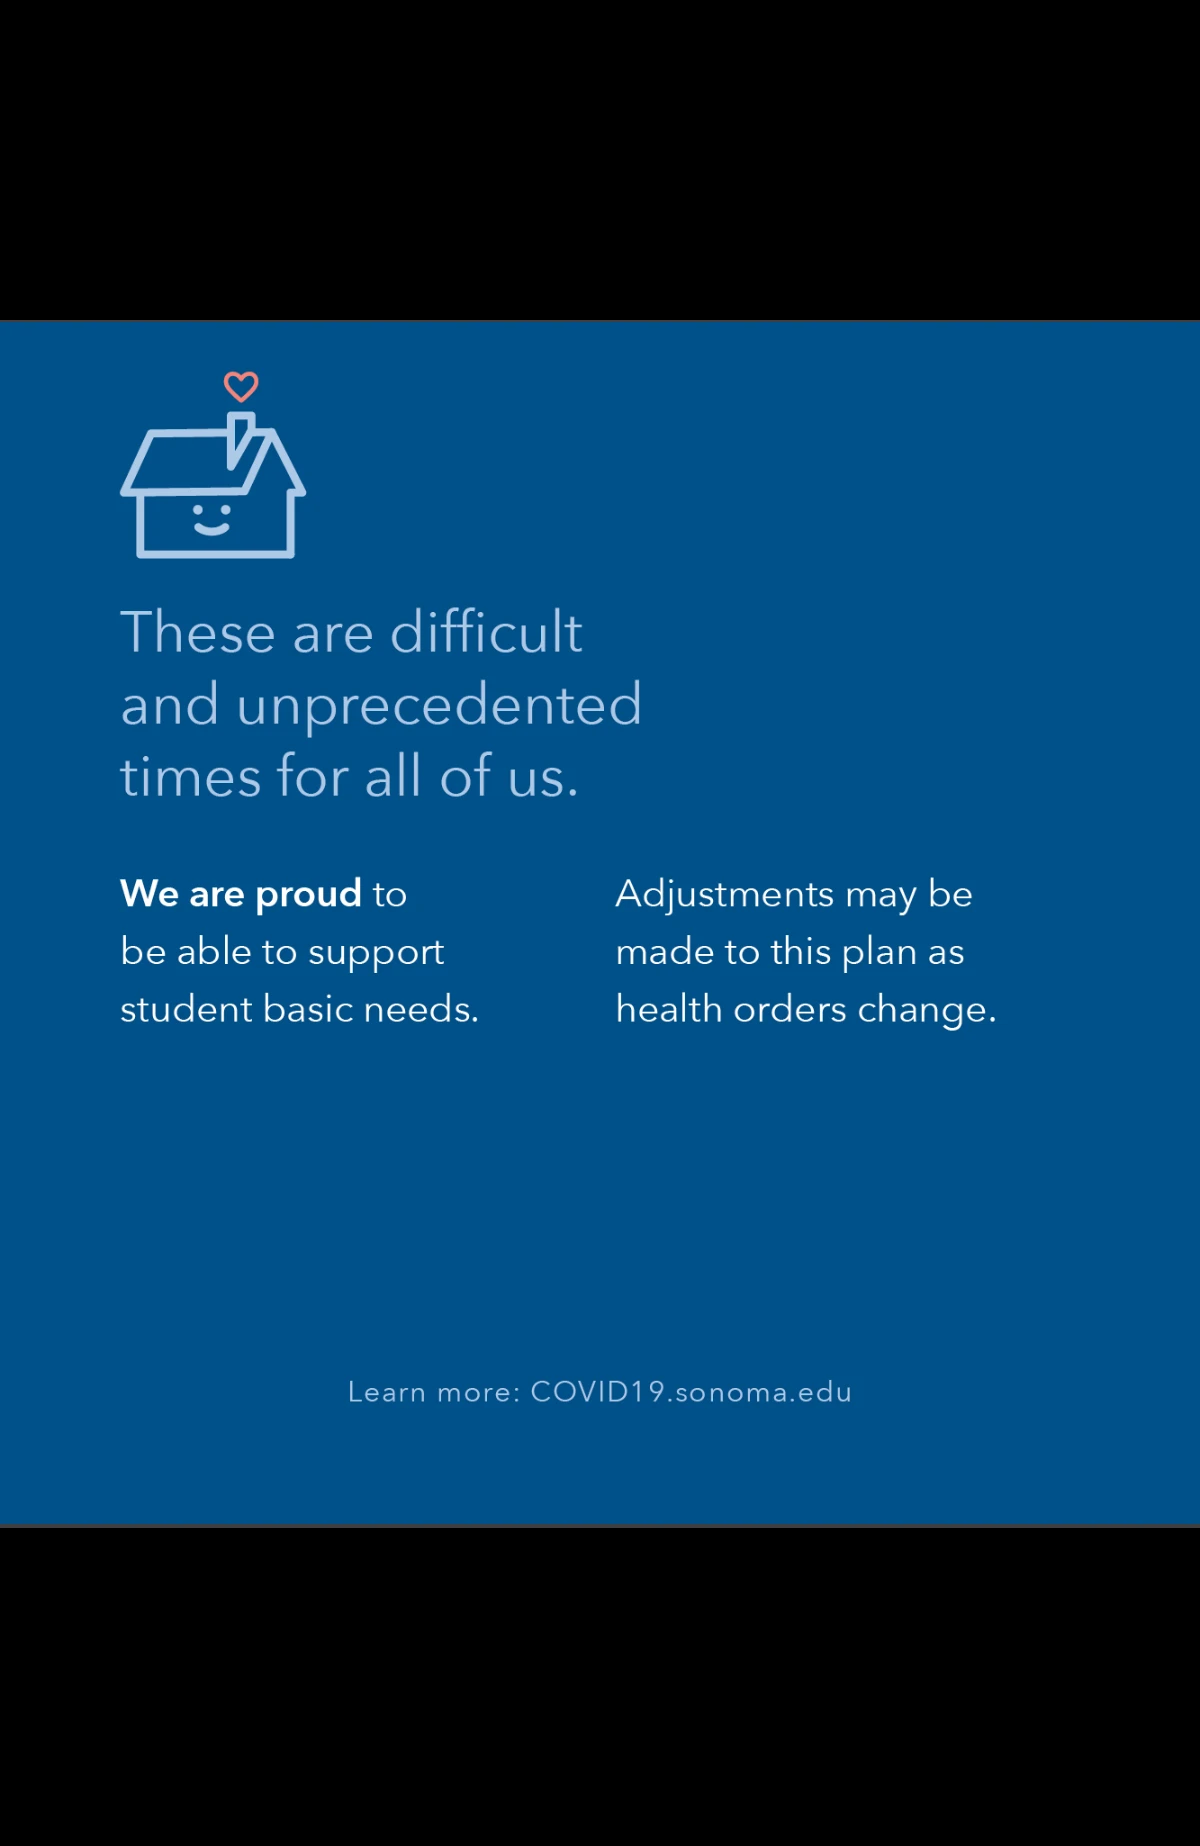 These are difficult
and unprecedented
times for all of us.
We are proud to
be able to support
student basic needs.
Adjustments may be
made to this plan as
health orders change.
Learn more: COVID19.sonoma.edu